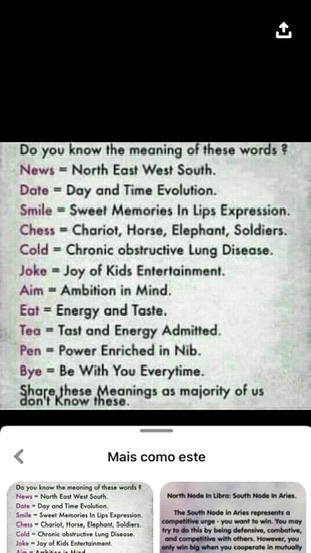 Do you know the meaning of these words ?
News = North East West South.
Date = Day and Time Evolution.
Smile = Sweet Memories In Lips Expression.
Chess = Chariot, Horse, Elephant, Soldiers.
Cold = Chronic obstructive Lung Disease.
Joke = Joy of Kids Entertainment.
Aim = Ambition in Mind.
Eat = Energy and Taste.
Tea = Tast and Energy Admitted.
Pen = Power Enriched in Nib.
Bye = Be With You Everytime.
Share these Meanings as majority of us
don't Know these.
Mais como este
Do you know the meaning of these words ?
News = North East West South.
Date = Day and Time Evolution.
Smile = Sweet Memories In Lips Expression.
Chess = Chariot, Horse, Elephant, Soldiers.
Cold = Chronic obstructive Lung Disease.
Joke = Joy of Kids Entertainment.
Aim = Ambition in Mind.
North Node In Libra: South Node In Aries.
The South Node in Aries represents a
competitive urge - you want to win. You may
try to do this by being defensive, combative,
and competitive with others. However, you
only win big when you cooperate in mutually